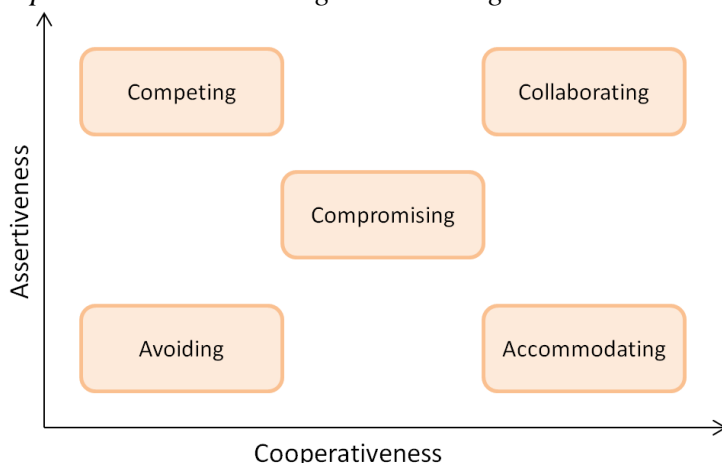 Competing
Collaborating
Compromising
Avoiding
Accommodating
Assertiveness
Cooperativeness